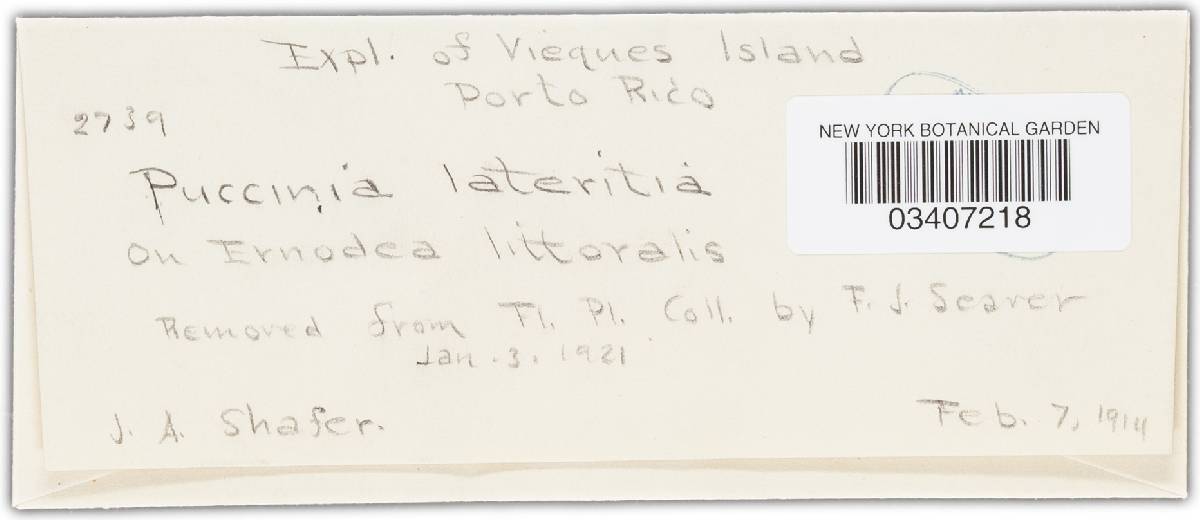 Expl. of Vieques Island
Porto Rico
2739
NEW YORK BOTANICAL GARDEN
03407218
Puccinia lateritia
on Ernodea littoralis
Removed from Fl. Pl. Coll. by F. J. Seaver
Jan. 3. 1921
J. A. Shafer.
Feb. 7, 1914